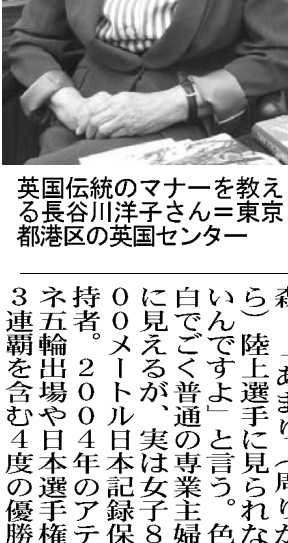 英国伝統のマナーを教え
る長谷川洋子さん＝東京
都港区の英国センター
「あまり（周りか
ら）陸上選手に見られな
いんですよ」と言う。色
白でごく普通の専業主婦
に見えるが、実は女子８
００メートル日本記録保
持者。２００４年のアテ
ネ五輪出場や日本選手権
３連覇を含む４度の優勝